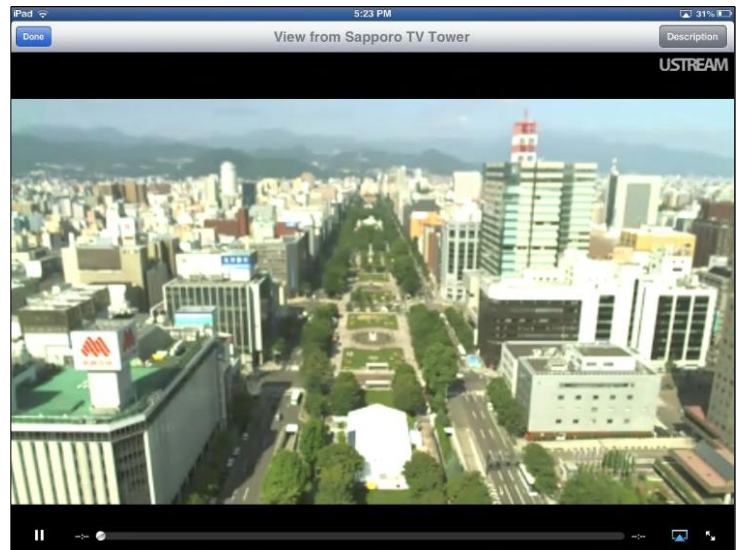 iPad 5:23 PM 31%
Done View from Sapporo TV Tower Description
USTREAM
--:-- --:--